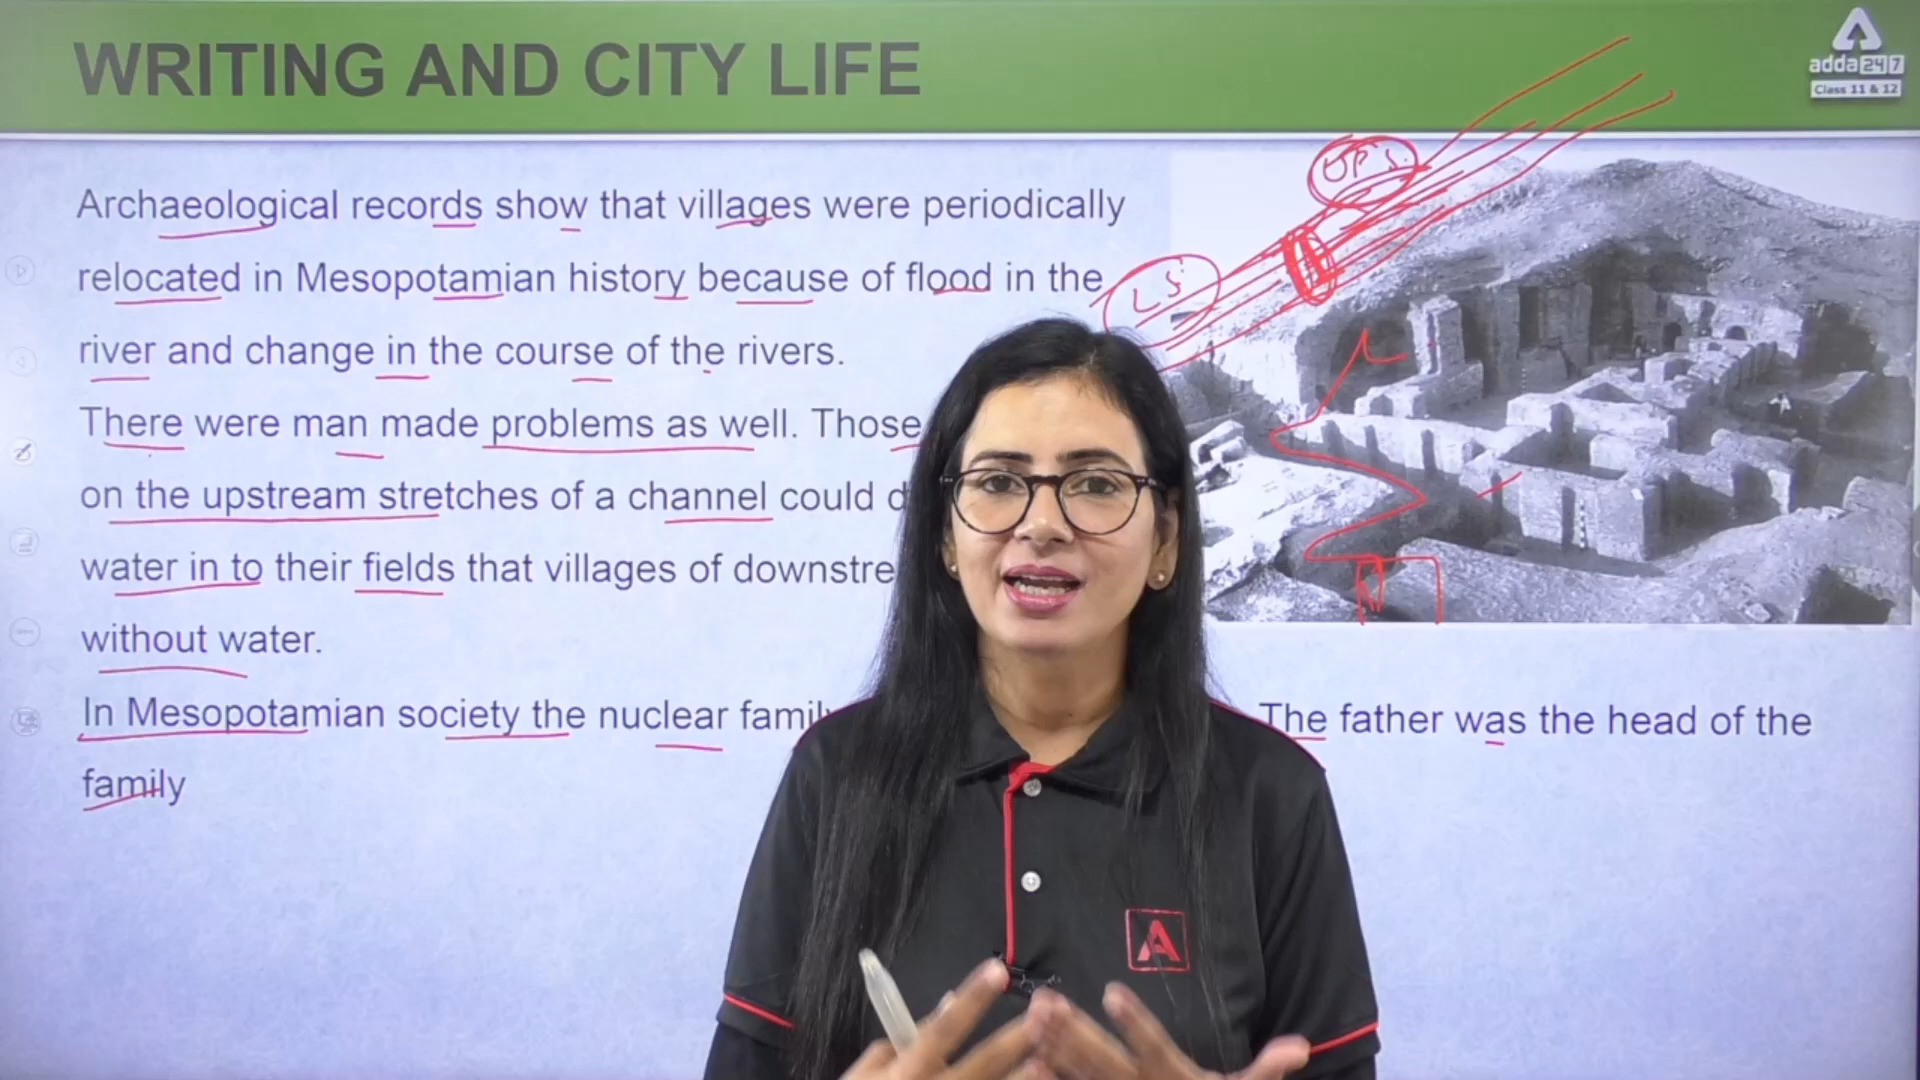 WRITING AND CITY LIFE
adda247
Class 11 & 12
Archaeological records show that villages were periodically
relocated in Mesopotamian history because of flood in the
river and change in the course of the rivers.
There were man made problems as well. Those
on the upstream stretches of a channel could
water in to their fields that villages of
without water.
In Mesopotamian society the nuclear The father was the head of the
family
LS
A